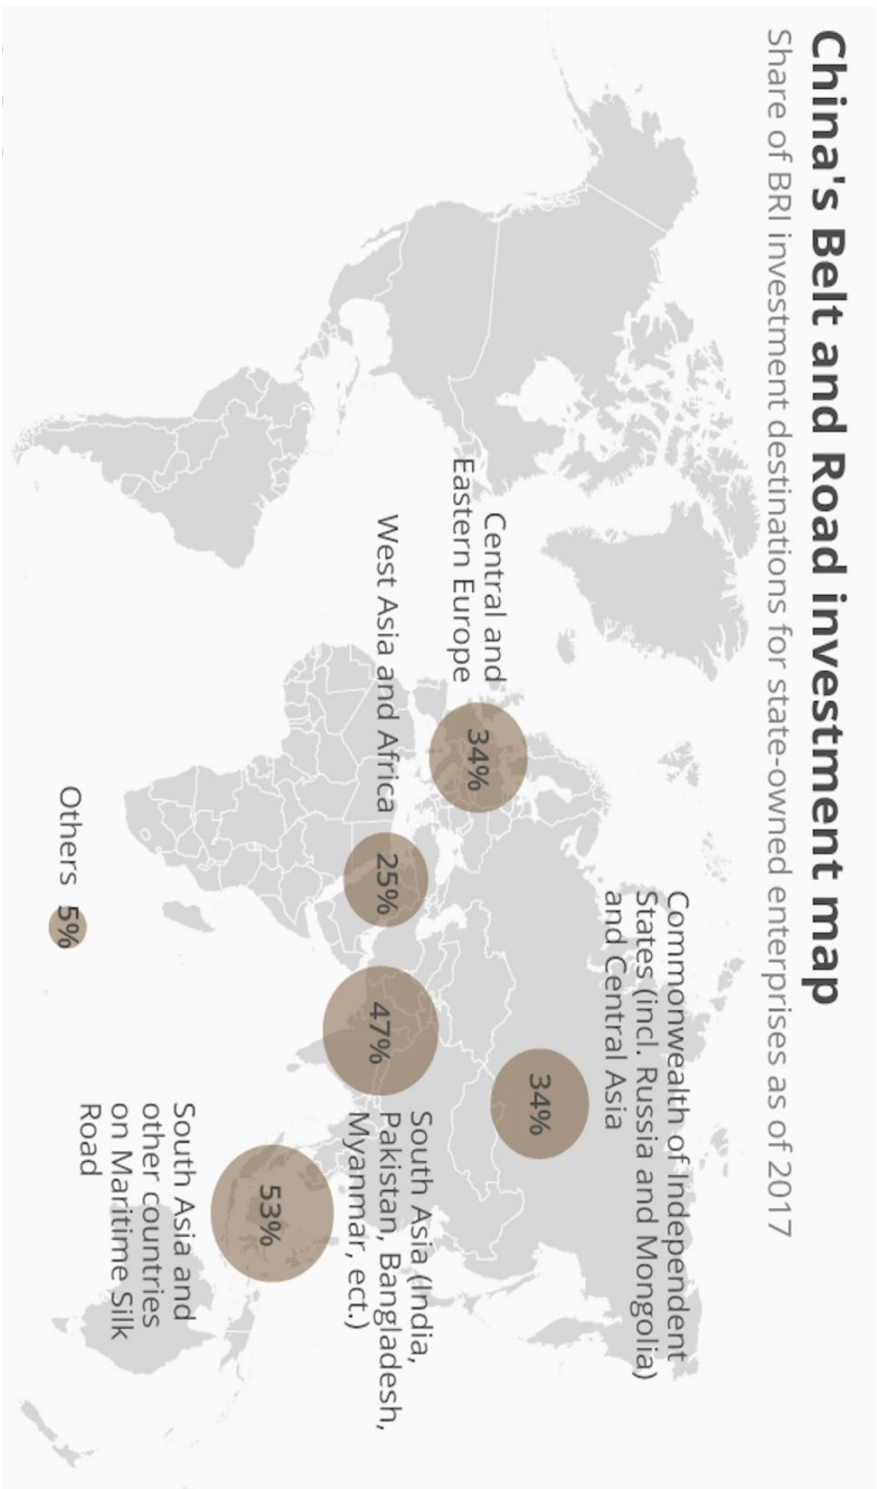 China's Belt and Road investment map
Share of BRI investment destinations for state-owned enterprises as of 2017
Commonwealth of Independent
States (incl. Russia and Mongolia)
and Central Asia
34%
Central and
Eastern Europe
34%
West Asia and Africa
25%
South Asia (India,
Pakistan, Bangladesh,
Myanmar, ect.)
47%
53%
South Asia and
other countries
on Maritime Silk
Road
Others 5%